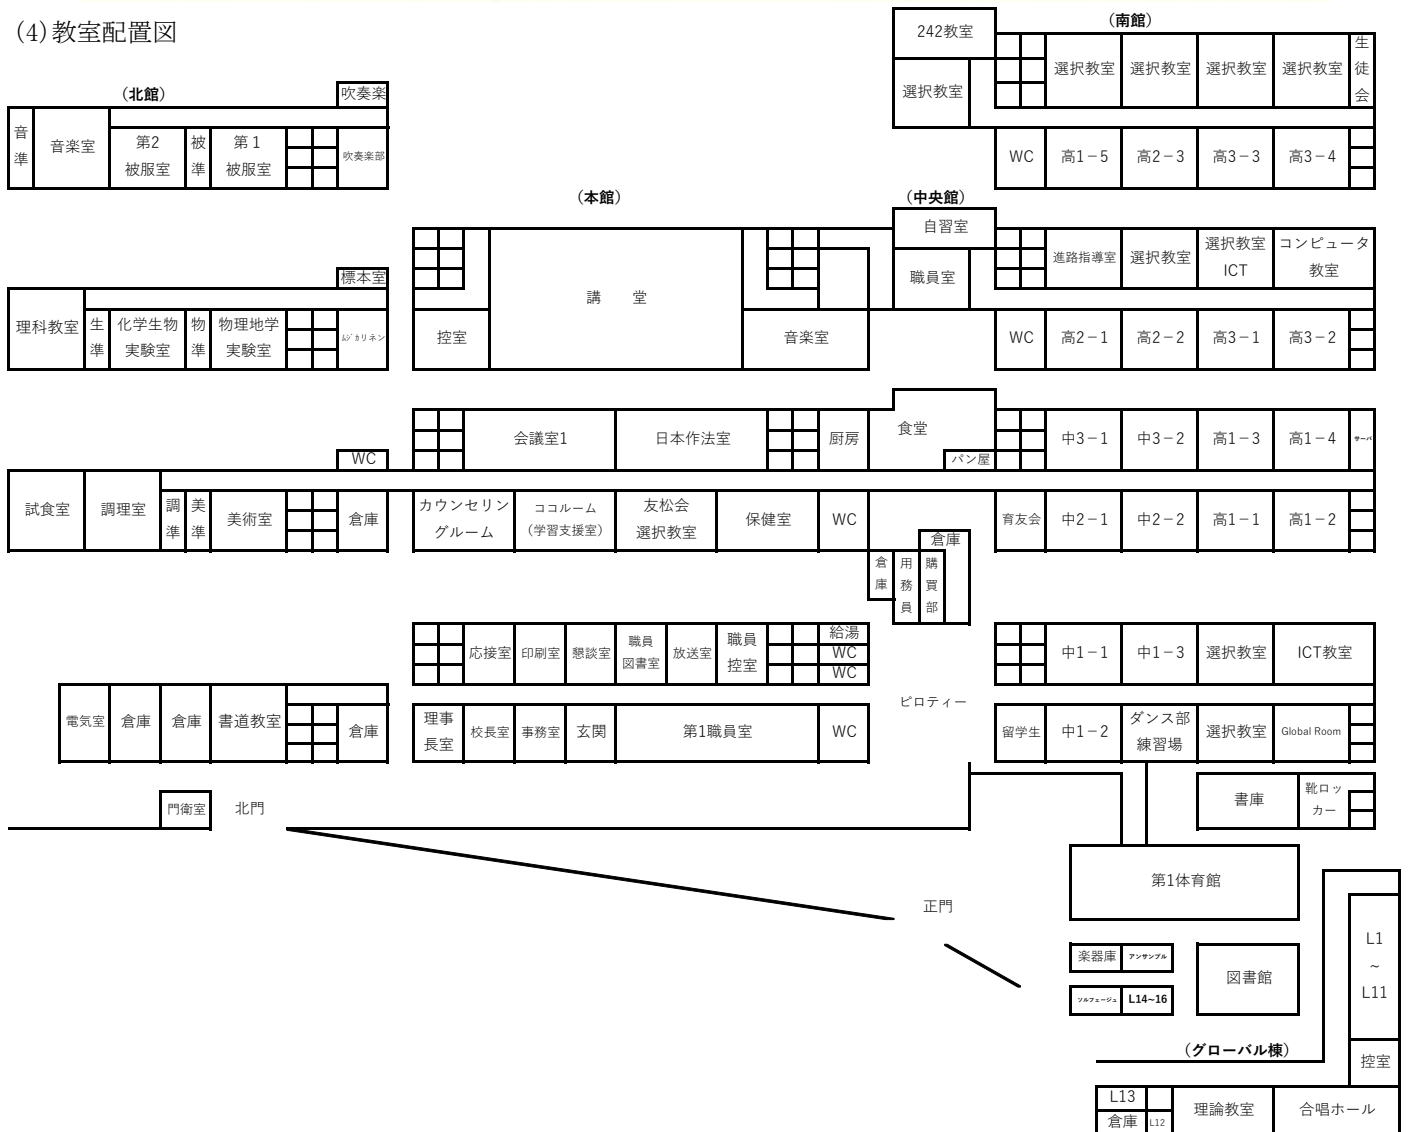 (4)教室配置図
(南館)
242教室
選択教室
選択教室
選択教室
選択教室
選択教室
生徒会
WC
高1－5
高2－3
高3－3
高3－4
(北館)
吹奏楽
音準
音楽室
第2
被服室
被準
第1
被服室
吹奏楽部
(本館)
(中央館)
自習室
職員室
進路指導室
選択教室
選択教室
ICT
コンピュータ
教室
講 堂
控室
音楽室
WC
高2－1
高2－2
高3－1
高3－2
標本室
理科教室
生準
化学生物
実験室
物準
物理地学
実験室
ﾑｼﾞカリネン
会議室1
日本作法室
厨房
食堂
パン屋
中3－1
中3－2
高1－3
高1－4
サーバ
WC
試食室
調理室
調準
美準
美術室
倉庫
カウンセリン
グルーム
ココルーム
(学習支援室)
友松会
選択教室
保健室
WC
育友会
中2－1
中2－2
高1－1
高1－2
倉庫
倉庫
用務員
購買部
応接室
印刷室
懇談室
職員
図書室
放送室
職員
控室
給湯
WC
WC
中1－1
中1－3
選択教室
ICT教室
ピロティー
電気室
倉庫
倉庫
書道教室
倉庫
理事
長室
校長室
事務室
玄関
第1職員室
WC
留学生
中1－2
ダンス部
練習場
選択教室
Global Room
門衛室
北門
書庫
靴ロッ
カー
第1体育館
正門
楽器庫
アンサンブル
ソルフェージュ
L14~16
図書館
L1
~
L11
(グローバル棟)
控室
L13
倉庫
L12
理論教室
合唱ホール